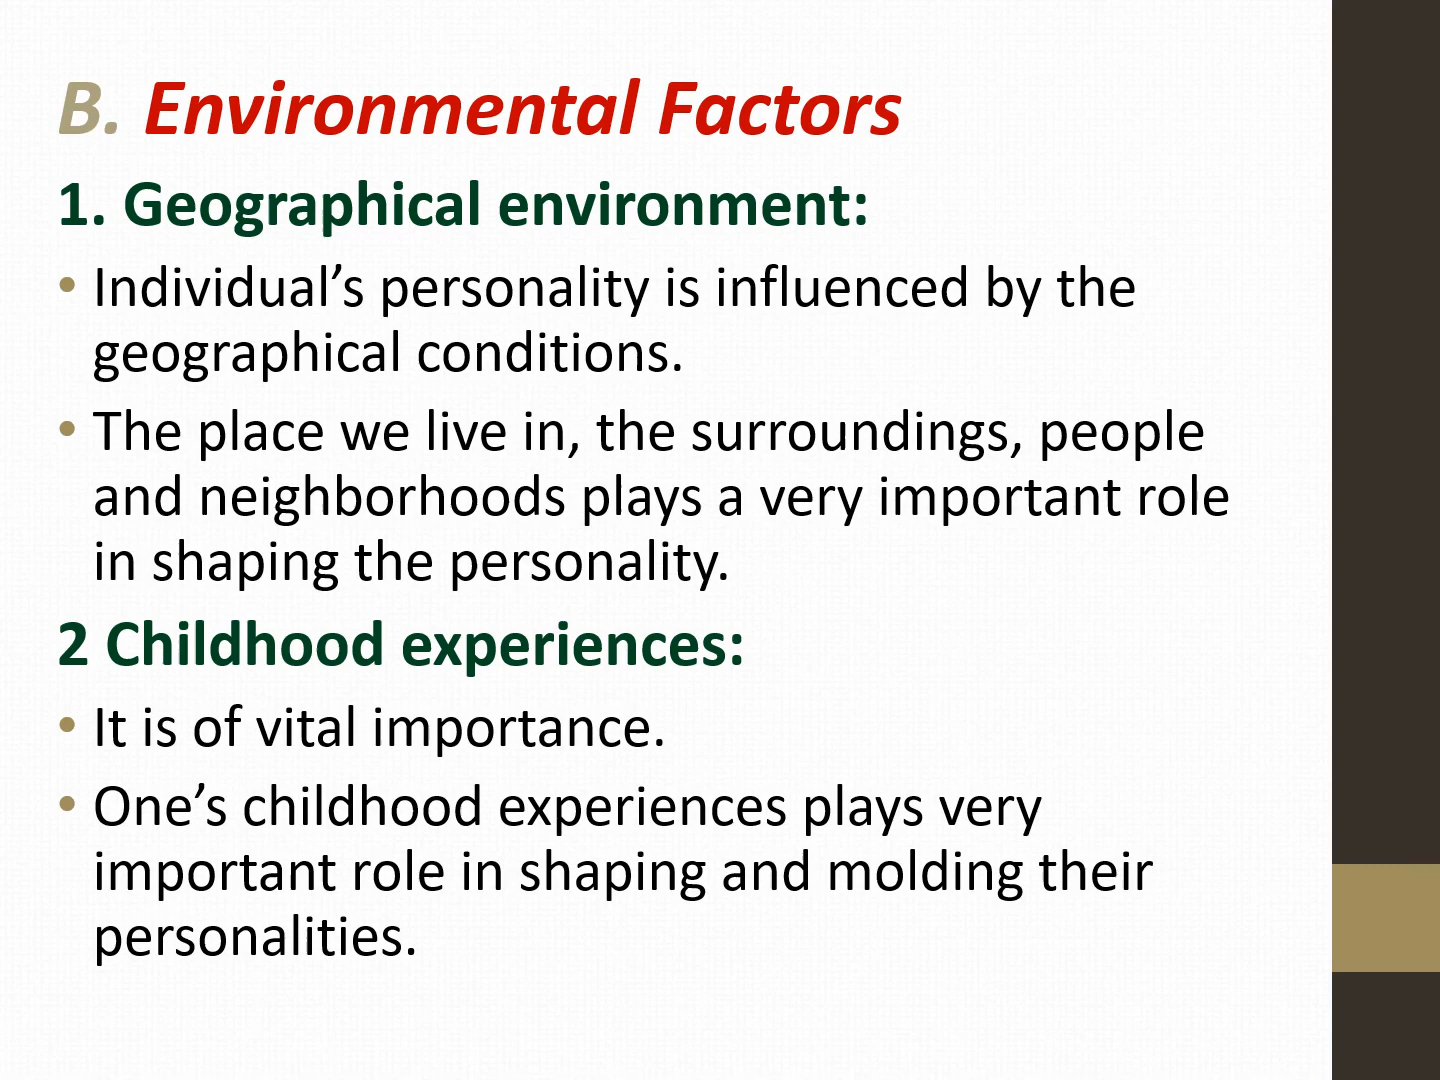 B. Environmental Factors
1. Geographical environment:
• Individual’s personality is influenced by the
geographical conditions.
• The place we live in, the surroundings, people
and neighborhoods plays a very important role
in shaping the personality.
2 Childhood experiences:
• It is of vital importance.
• One’s childhood experiences plays very
important role in shaping and molding their
personalities.